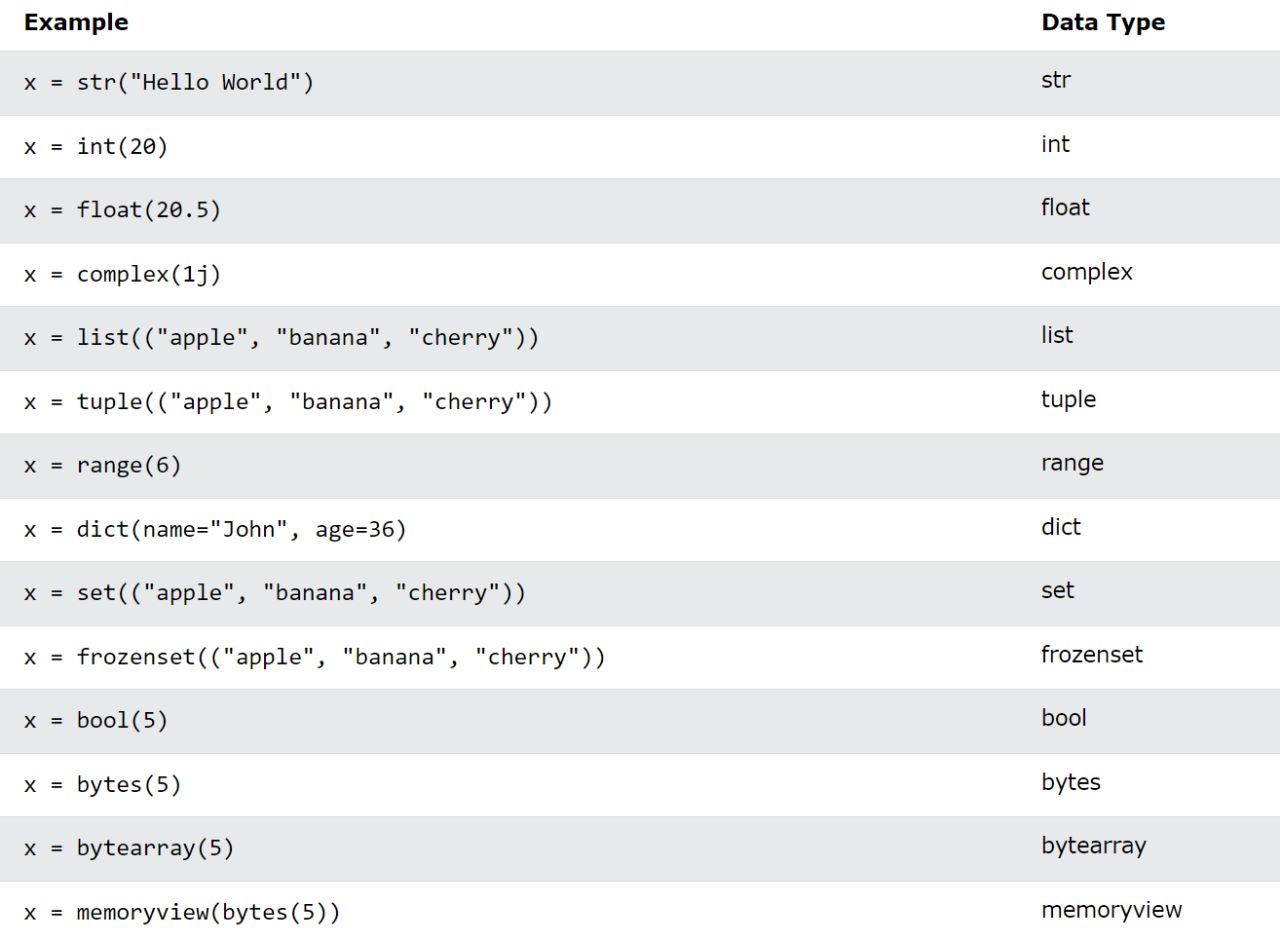 Example Data Type
x = str("Hello World") str
x = int(20) int
x = float(20.5) float
x = complex(1j) complex
x = list(("apple", "banana", "cherry")) list
x = tuple(("apple", "banana", "cherry")) tuple
x = range(6) range
x = dict(name="John", age=36) dict
x = set(("apple", "banana", "cherry")) set
x = frozenset(("apple", "banana", "cherry")) frozenset
x = bool(5) bool
x = bytes(5) bytes
x = bytearray(5) bytearray
x = memoryview(bytes(5)) memoryview